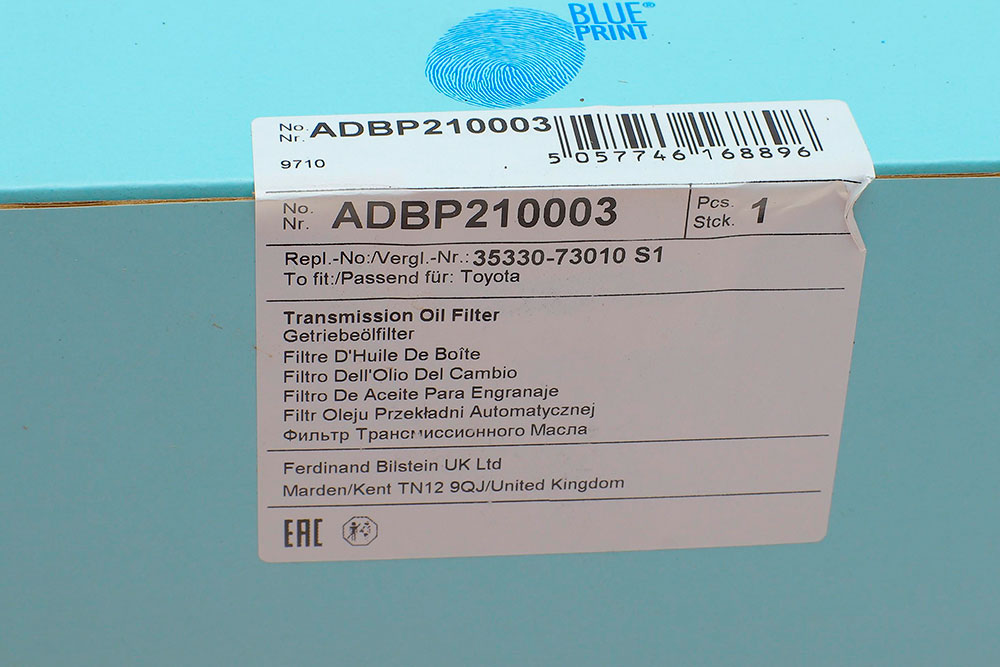 BLUE®
PRINT
No. Nr. ADBP210003
9710
5 057746 168896
No. Nr. ADBP210003 Pcs. Stck. 1
Repl.-No:/Vergl.-Nr.: 35330-73010 S1
To fit:/Passend für: Toyota
Transmission Oil Filter
Getriebeölfilter
Filtre D'Huile De Boîte
Filtro Dell'Olio Del Cambio
Filtro De Aceite Para Engranaje
Filtr Oleju Przekładni Automatycznej
Фильтр Трансмиссионного Масла
Ferdinand Bilstein UK Ltd
Marden/Kent TN12 9QJ/United Kingdom
EAC